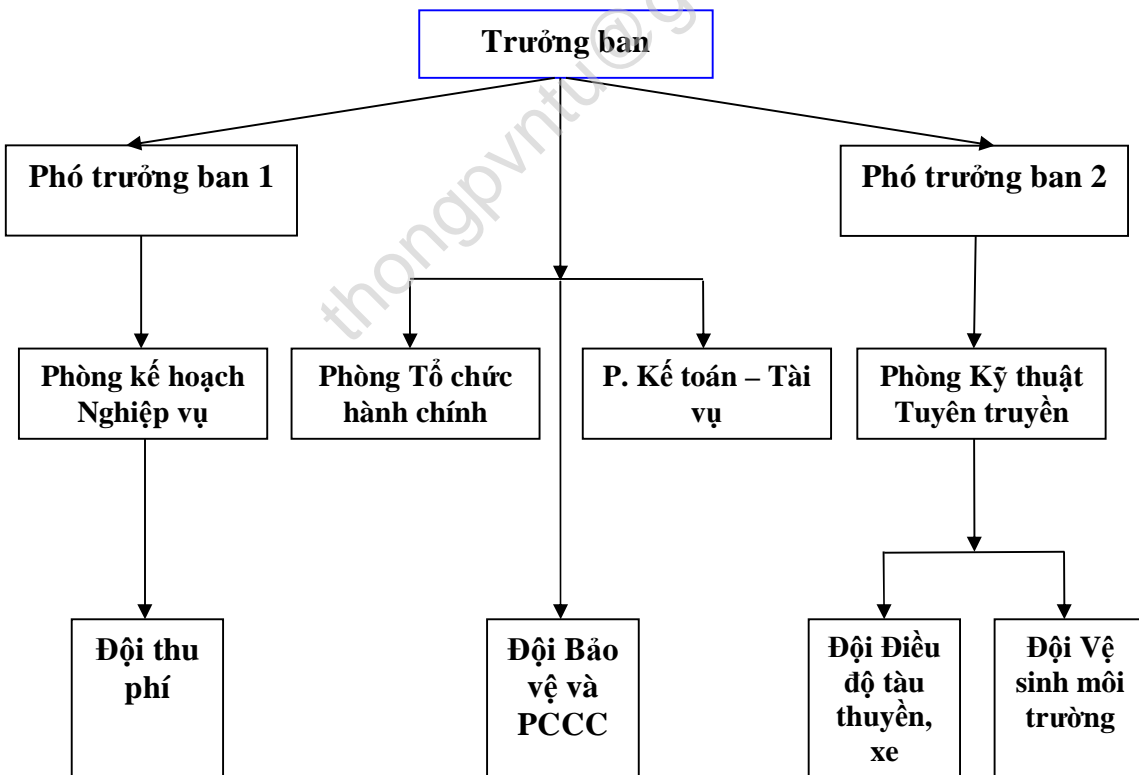 Trưởng ban
thongpvntu@g
Phó trưởng ban 1
Phó trưởng ban 2
Phòng kế hoạch
Nghiệp vụ
Phòng Tổ chức
hành chính
P. Kế toán – Tài
vụ
Phòng Kỹ thuật
Tuyên truyền
Đội thu
phí
Đội Bảo
vệ và
PCCC
Đội Điều
độ tàu
thuyền,
xe
Đội Vệ
sinh môi
trường